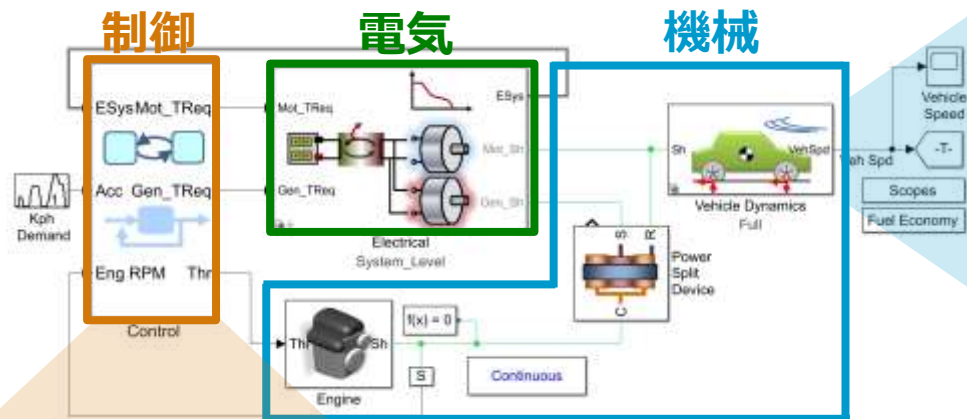 制御
電気
機械
ESys
Mot_TReq
Acc
Gen_TReq
Eng RPM
Thr
Control
Kph
Demand
Mot_TReq
Gen_TReq
ESys
Mot_Sh
Gen_Sh
Electrical
System_Level
Sh
VehSpd
Vehicle Dynamics
Full
Veh Spd
Vehicle
Speed
-T-
Scopes
Fuel Economy
S
R
C
Power
Split
Device
Thr
Sh
Engine
f(x) = 0
S
Continuous